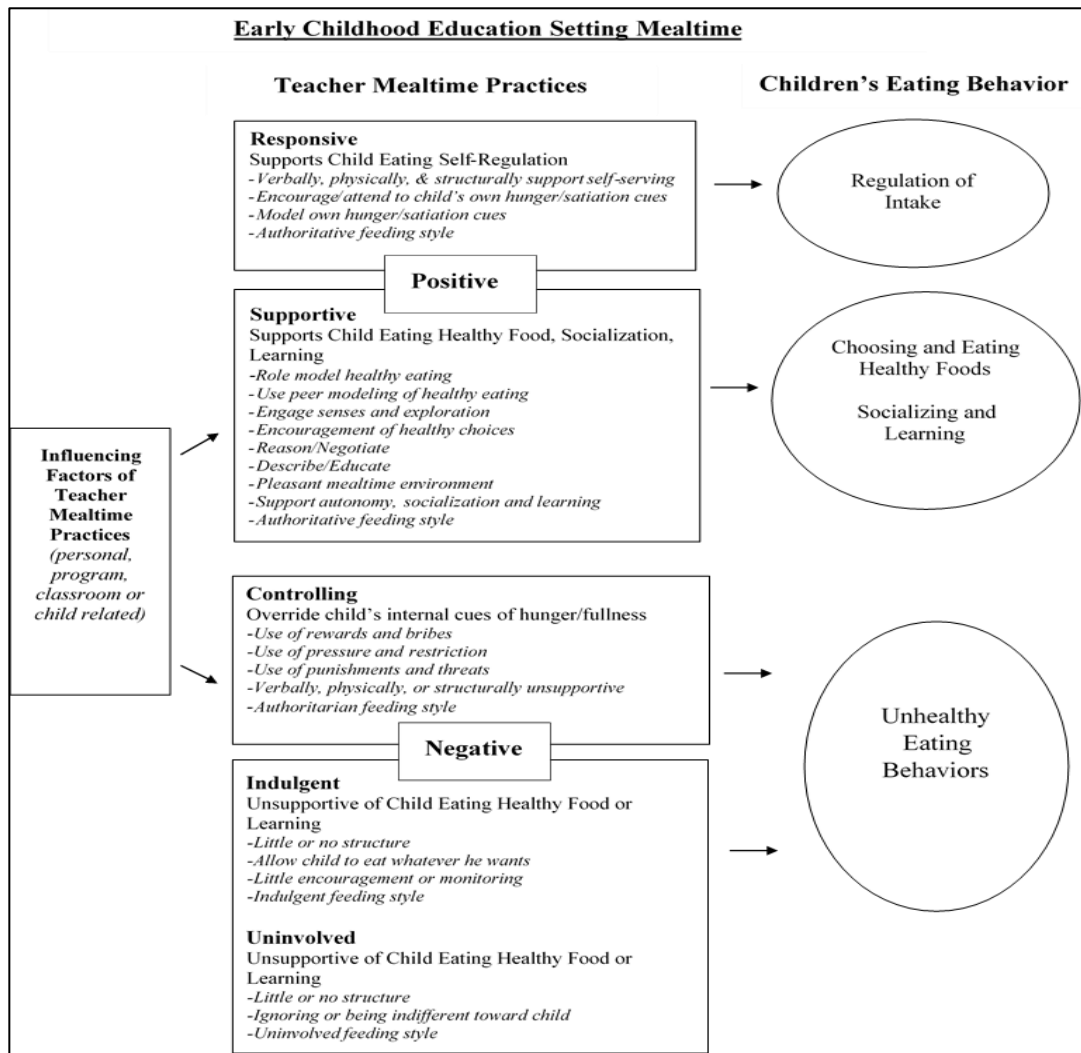 Early Childhood Education Setting Mealtime
Teacher Mealtime Practices
Children's Eating Behavior
Responsive
Supports Child Eating Self-Regulation
-Verbally, physically, & structurally support self-serving
-Encourage/attend to child's own hunger/satiation cues
-Model own hunger/satiation cues
-Authoritative feeding style
Regulation of
Intake
Positive
Supportive
Supports Child Eating Healthy Food, Socialization,
Learning
-Role model healthy eating
-Use peer modeling of healthy eating
-Engage senses and exploration
-Encouragement of healthy choices
-Reason/Negotiate
-Describe/Educate
-Pleasant mealtime environment
-Support autonomy, socialization and learning
-Authoritative feeding style
Choosing and Eating
Healthy Foods
Socializing and
Learning
Influencing
Factors of
Teacher
Mealtime
Practices
(personal,
program,
classroom or
child related)
Controlling
Override child's internal cues of hunger/fullness
-Use of rewards and bribes
-Use of pressure and restriction
-Use of punishments and threats
-Verbally, physically, or structurally unsupportive
-Authoritarian feeding style
Negative
Indulgent
Unsupportive of Child Eating Healthy Food or
Learning
-Little or no structure
-Allow child to eat whatever he wants
-Little encouragement or monitoring
-Indulgent feeding style
Uninvolved
Unsupportive of Child Eating Healthy Food or
Learning
-Little or no structure
-Ignoring or being indifferent toward child
-Uninvolved feeding style
Unhealthy
Eating
Behaviors